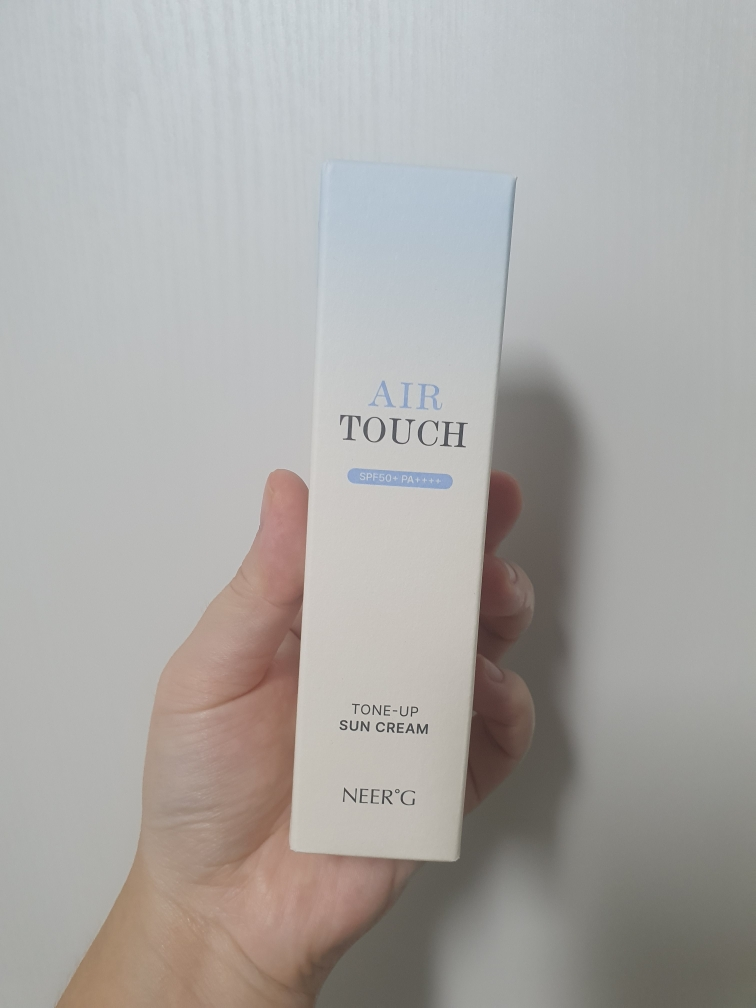 AIR
TOUCH
SPF50+ PA++++
TONE-UP
SUN CREAM
NEER°G